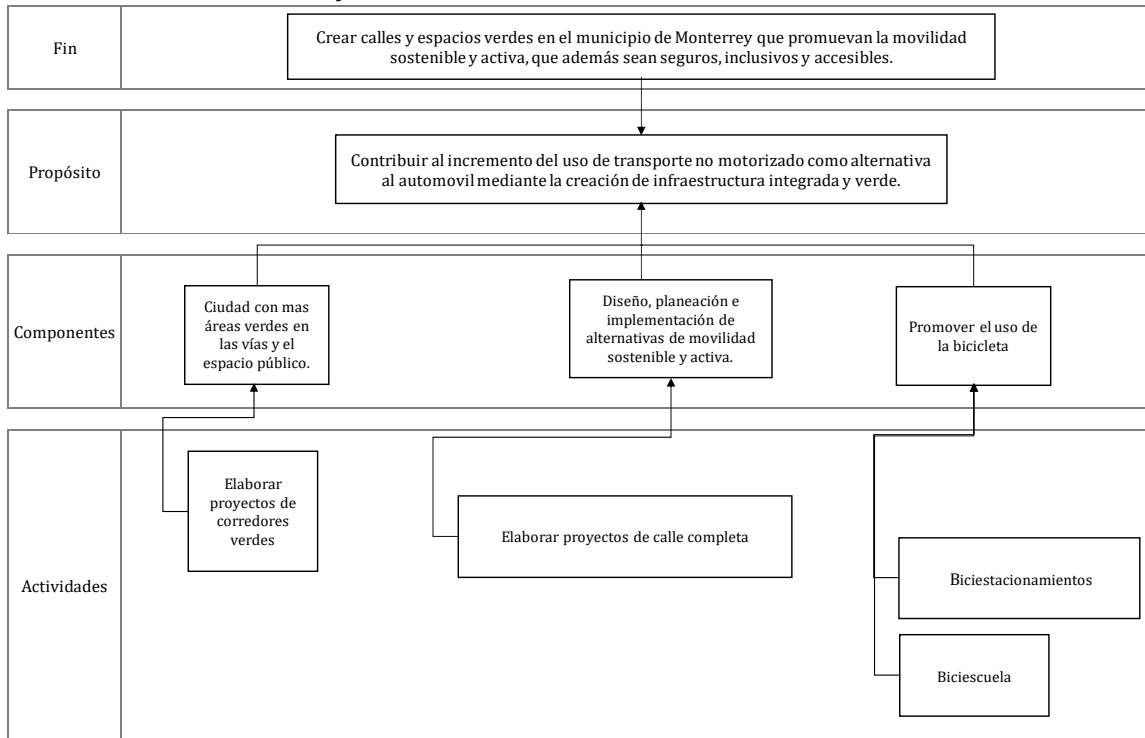 Fin
Crear calles y espacios verdes en el municipio de Monterrey que promuevan la movilidad
sostenible y activa, que además sean seguros, inclusivos y accesibles.
Propósito
Contribuir al incremento del uso de transporte no motorizado como alternativa
al automovil mediante la creación de infraestructura integrada y verde.
Componentes
Ciudad con mas
áreas verdes en
las vías y el
espacio público.
Diseño, planeación e
implementación de
alternativas de movilidad
sostenible y activa.
Promover el uso de
la bicicleta
Actividades
Elaborar
proyectos de
corredores
verdes
Elaborar proyectos de calle completa
Biciestacionamientos
Biciescuela